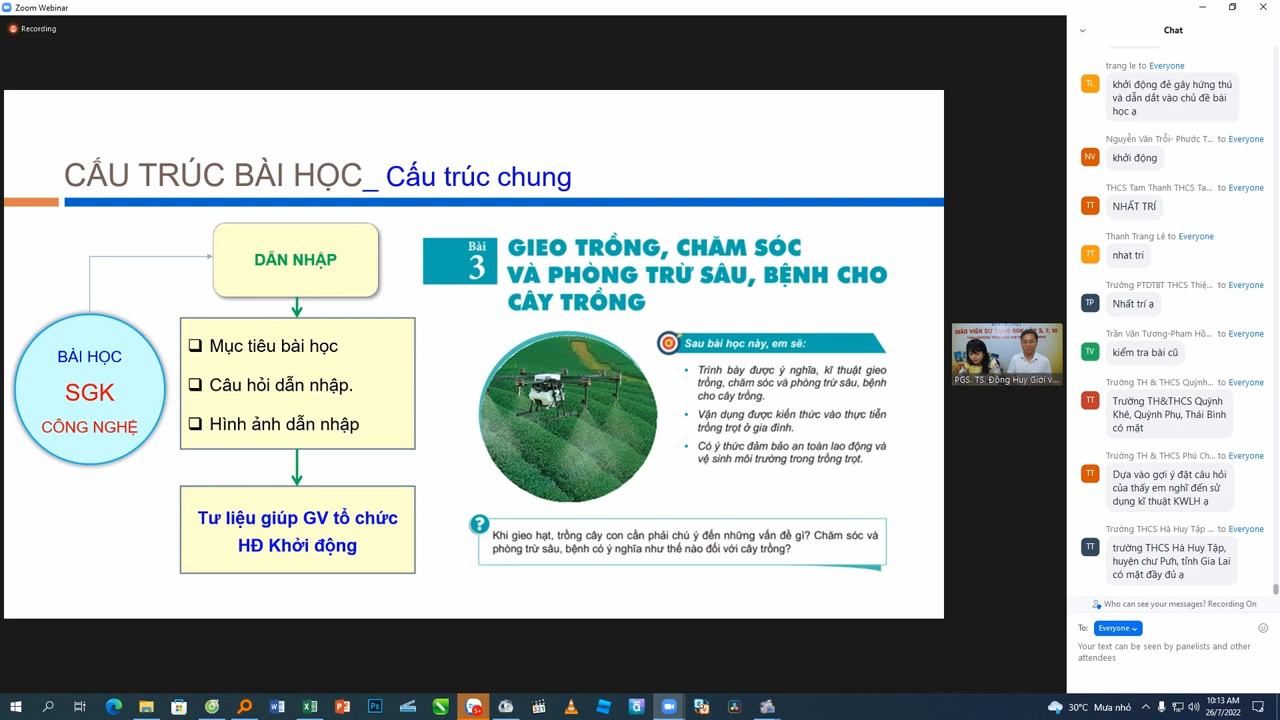 Zoom Webinar
Recording
CẤU TRÚC BÀI HỌC_ Cấu trúc chung
DẪN NHẬP
BÀI HỌC
SGK
CÔNG NGHỆ
❑ Mục tiêu bài học
❑ Câu hỏi dẫn nhập.
❑ Hình ảnh dẫn nhập
Tư liệu giúp GV tổ chức
HĐ Khởi động
Bài
3
GIEO TRỒNG, CHĂM SÓC
VÀ PHÒNG TRỪ SÂU, BỆNH CHO
CÂY TRỒNG
Sau bài học này, em sẽ:
• Trình bày được ý nghĩa, kĩ thuật gieo
trồng, chăm sóc và phòng trừ sâu, bệnh
cho cây trồng.
• Vận dụng được kiến thức vào thực tiễn
trồng trọt ở gia đình.
• Có ý thức đảm bảo an toàn lao động và
vệ sinh môi trường trong trồng trọt.
?
Khi gieo hạt, trồng cây con cần phải chú ý đến những vấn đề gì? Chăm sóc và
phòng trừ sâu, bệnh có ý nghĩa như thế nào đối với cây trồng?
PGS. TS. Đồng Huy Giới v...
Chat
trang le to Everyone
TL
khởi động đẻ gây hứng thú
và dẫn dắt vào chủ đề bài
học ạ
Nguyễn Văn Trỗi- Phước T... to Everyone
NV
khởi động
THCS Tam Thanh THCS Ta... to Everyone
TT
NHẤT TRÍ
Thanh Trang Lê to Everyone
TT
nhat tri
Trường PTDTBT THCS Thiệ... to Everyone
TP
Nhất trí ạ
Trần Văn Tương-Phạm Hồ... to Everyone
TV
kiểm tra bài cũ
Trường TH & THCS Quỳnh... to Everyone
TT
Trường TH&THCS Quỳnh
Khê, Quỳnh Phụ, Thái Bình
có mặt
Trường TH & THCS Phú Ch... to Everyone
TT
Dựa vào gợi ý đặt câu hỏi
của thấy em nghĩ đến sử
dụng kĩ thuật KWLH ạ
Trường THCS Hà Huy Tập ... to Everyone
TT
trường THCS Hà Huy Tập,
huyện chư Pưh, tỉnh Gia Lai
có mặt đầy đủ ạ
Who can see your messages? Recording On
To: Everyone
Your text can be seen by panelists and other
attendees
30°C Mưa nhỏ
10:13 AM
26/7/2022